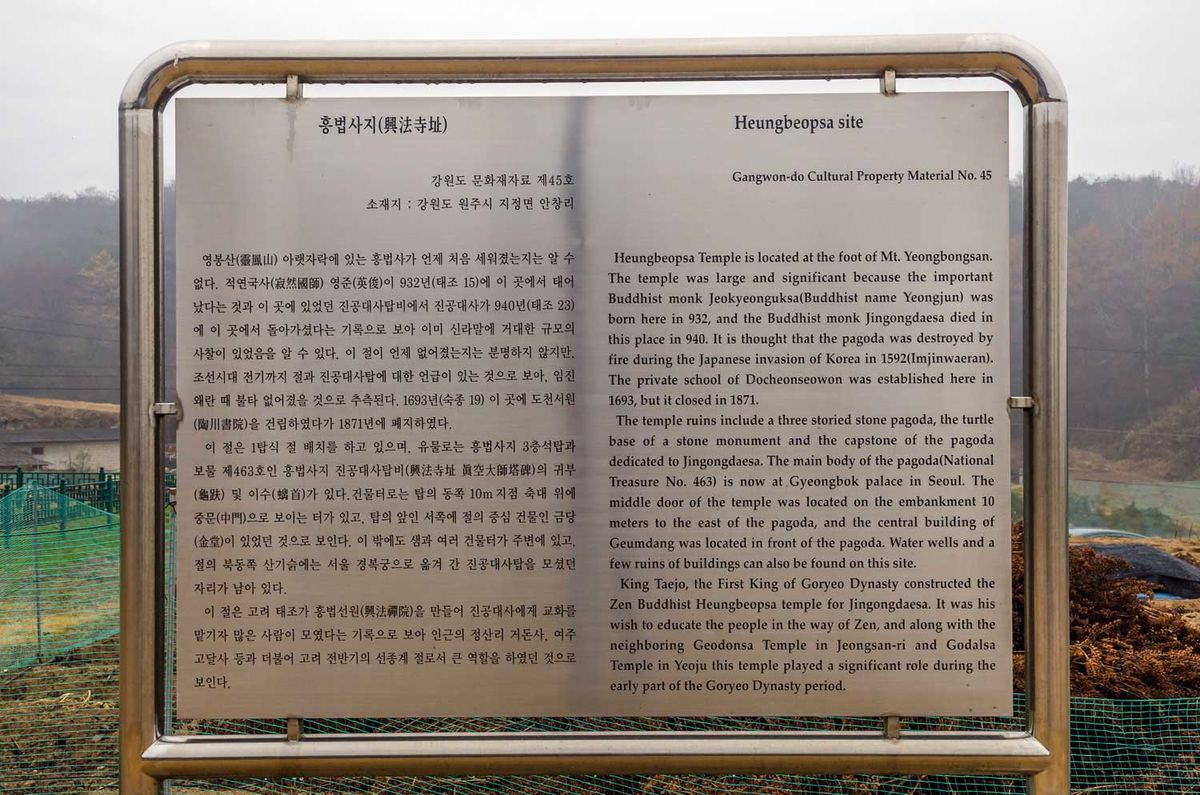 흥법사지(興法寺址)
강원도 문화재자료 제45호
소재지 : 강원도 원주시 지정면 안창리
영봉산(靈鳳山) 아랫자락에 있는 흥법사가 언제 처음 세워졌는지는 알 수
없다. 적연국사(寂然國師) 영준(英俊)이 932년(태조 15)에 이 곳에서 태어
났다는 것과 이 곳에 있었던 진공대사탑비에서 진공대사가 940년(태조 23)
에 이 곳에서 돌아가셨다는 기록으로 보아 이미 신라말에 거대한 규모의
사찰이 있었음을 알 수 있다. 이 절이 언제 없어졌는지는 분명하지 않지만,
조선시대 전기까지 절과 진공대사탑에 대한 언급이 있는 것으로 보아, 임진
왜란 때 불타 없어졌을 것으로 추측된다. 1693년(숙종 19) 이 곳에 도천서원
(陶川書院)을 건립하였다가 1871년에 폐지하였다.
이 절은 1탑식 절 배치를 하고 있으며, 유물로는 흥법사지 3층석탑과
보물 제463호인 흥법사지 진공대사탑비(興法寺址 眞空大師塔碑)의 귀부
(龜趺) 및 이수(螭首)가 있다. 건물터로는 탑의 동쪽 10m 지점 축대 위에
중문(中門)으로 보이는 터가 있고, 탑의 앞인 서쪽에 절의 중심 건물인 금당
(金堂)이 있었던 것으로 보인다. 이 밖에도 샘과 여러 건물터가 주변에 있고,
절의 북동쪽 산기슭에는 서울 경복궁으로 옮겨 간 진공대사탑을 모셨던
자리가 남아 있다.
이 절은 고려 태조가 흥법선원(興法禪院)을 만들어 진공대사에게 교화를
맡기자 많은 사람이 모였다는 기록으로 보아 인근의 정산리 거돈사, 여주
고달사 등과 더불어 고려 전반기의 선종계 절로서 큰 역할을 하였던 것으로
보인다.
Heungbeopsa site
Gangwon-do Cultural Property Material No. 45
Heungbeopsa Temple is located at the foot of Mt. Yeongbongsan.
The temple was large and significant because the important
Buddhist monk Jeokyeonguksa(Buddhist name Yeongjun) was
born here in 932, and the Buddhist monk Jingongdaesa died in
this place in 940. It is thought that the pagoda was destroyed by
fire during the Japanese invasion of Korea in 1592(Imjinwaeran).
The private school of Docheonseowon was established here in
1693, but it closed in 1871.
The temple ruins include a three storied stone pagoda, the turtle
base of a stone monument and the capstone of the pagoda
dedicated to Jingongdaesa. The main body of the pagoda(National
Treasure No. 463) is now at Gyeongbok palace in Seoul. The
middle door of the temple was located on the embankment 10
meters to the east of the pagoda, and the central building of
Geumdang was located in front of the pagoda. Water wells and a
few ruins of buildings can also be found on this site.
King Taejo, the First King of Goryeo Dynasty constructed the
Zen Buddhist Heungbeopsa temple for Jingongdaesa. It was his
wish to educate the people in the way of Zen, and along with the
neighboring Geodonsa Temple in Jeongsan-ri and Godalsa
Temple in Yeoju this temple played a significant role during the
early part of the Goryeo Dynasty period.